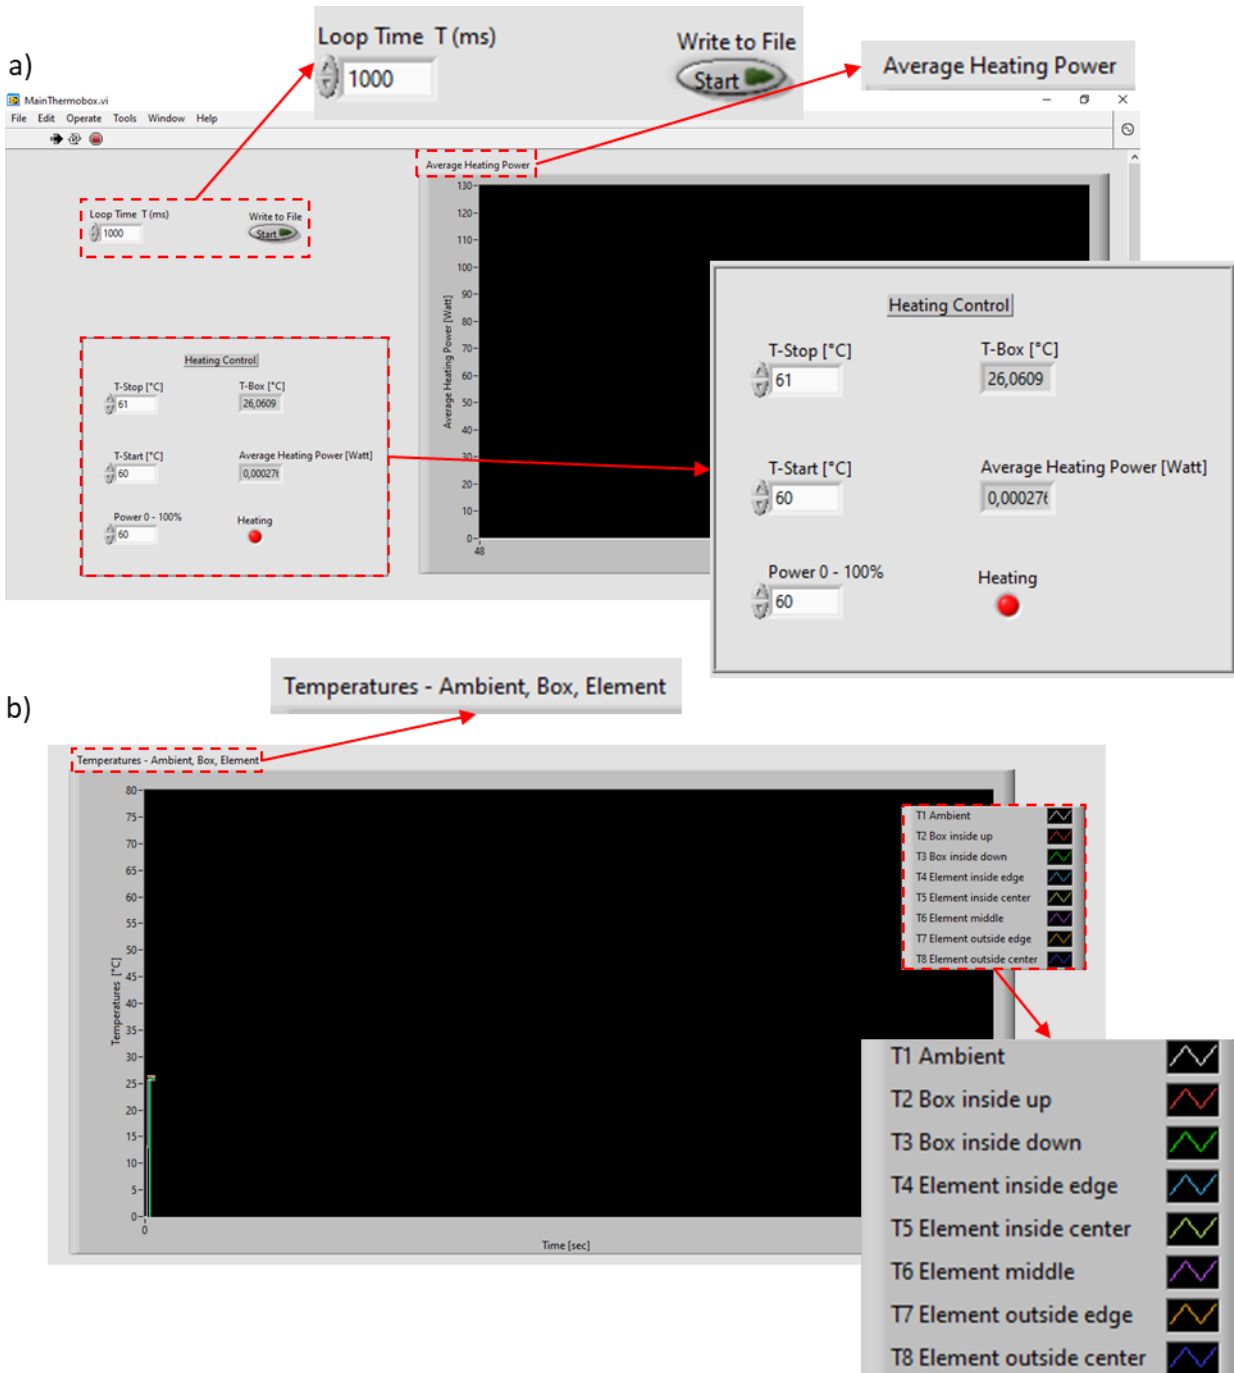 Loop Time T (ms)
1000
Write to File
Start
Average Heating Power
a)
MainThermobox.vi
File Edit Operate Tools Window Help
Average Heating Power
Loop Time T (ms)
1000
Write to File
Start
130
120
110
100
90
80
70
60
50
40
30
20
10
0
48
Average Heating Power [Watt]
Heating Control
T-Stop [°C]
61
T-Box [°C]
26,0609
T-Start [°C]
60
Average Heating Power [Watt]
0,000276
Power 0 - 100%
60
Heating
Heating Control
T-Stop [°C]
61
T-Box [°C]
26,0609
T-Start [°C]
60
Average Heating Power [Watt]
0,000276
Power 0 - 100%
60
Heating
Temperatures - Ambient, Box, Element
b)
Temperatures - Ambient, Box, Element
80
75
70
65
60
55
50
45
40
35
30
25
20
15
10
5
0
0
Temperatures [°C]
Time [sec]
T1 Ambient
T2 Box inside up
T3 Box inside down
T4 Element inside edge
T5 Element inside center
T6 Element middle
T7 Element outside edge
T8 Element outside center
T1 Ambient
T2 Box inside up
T3 Box inside down
T4 Element inside edge
T5 Element inside center
T6 Element middle
T7 Element outside edge
T8 Element outside center